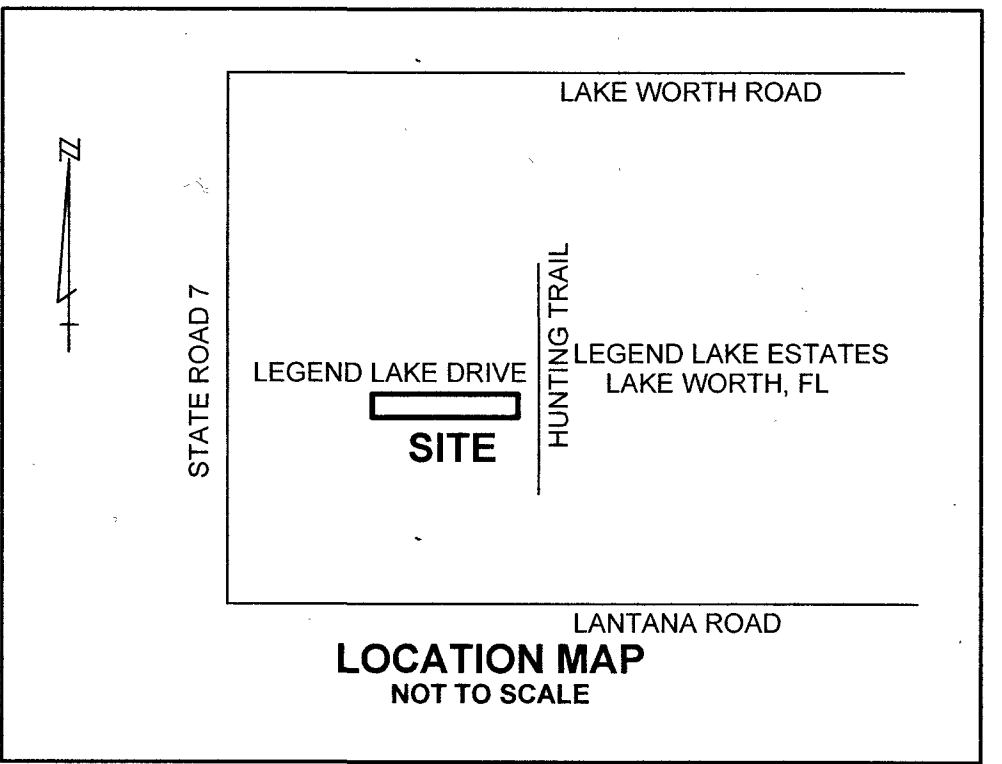 LAKE WORTH ROAD
N
STATE ROAD 7
HUNTING TRAIL
LEGEND LAKE DRIVE
LEGEND LAKE ESTATES
LAKE WORTH, FL
SITE
LANTANA ROAD
LOCATION MAP
NOT TO SCALE